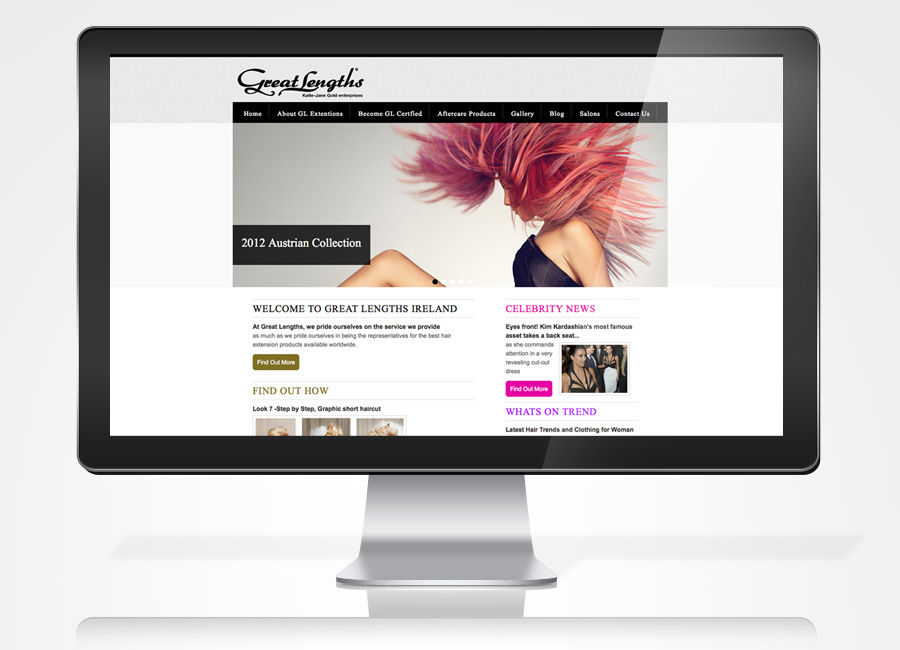 Great Lengths®
Katie-Jane Gold enterprises
Home About GL Extentions Become GL Certfied Aftercare Products Gallery Blog Salons Contact Us
2012 Austrian Collection
WELCOME TO GREAT LENGTHS IRELAND
At Great Lengths, we pride ourselves on the service we provide
as much as we pride ourselves in being the representatives for the best hair
extension products available worldwide.
Find Out More
FIND OUT HOW
Look 7 -Step by Step, Graphic short haircut
CELEBRITY NEWS
Eyes front! Kim Kardashian's most famous
asset takes a back seat...
as she commands
attention in a very
revealing cut-out
dress
Find Out More
WHATS ON TREND
Latest Hair Trends and Clothing for Woman